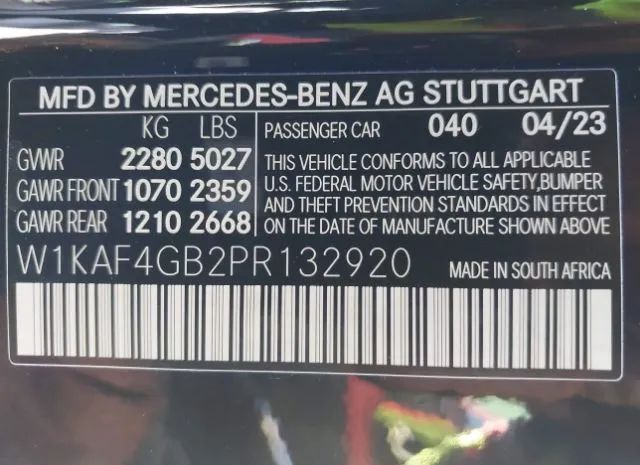 MFD BY MERCEDES-BENZ AG STUTTGART
KG LBS
GVWR 2280 5027
GAWR FRONT 1070 2359
GAWR REAR 1210 2668
PASSENGER CAR 040 04/23
THIS VEHICLE CONFORMS TO ALL APPLICABLE
U.S. FEDERAL MOTOR VEHICLE SAFETY,BUMPER
AND THEFT PREVENTION STANDARDS IN EFFECT
ON THE DATE OF MANUFACTURE SHOWN ABOVE
W1KAF4GB2PR132920
MADE IN SOUTH AFRICA